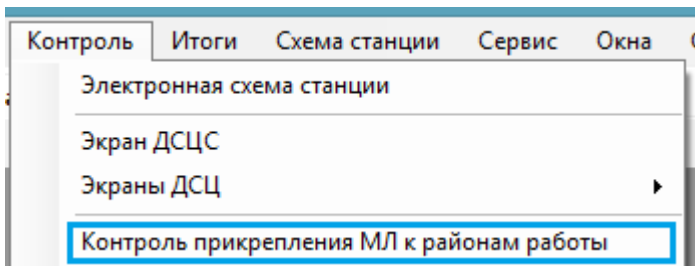 Контроль Итоги Схема станции Сервис Окна
Электронная схема станции
Экран ДСЦС
Экраны ДСЦ
Контроль прикрепления МЛ к районам работы